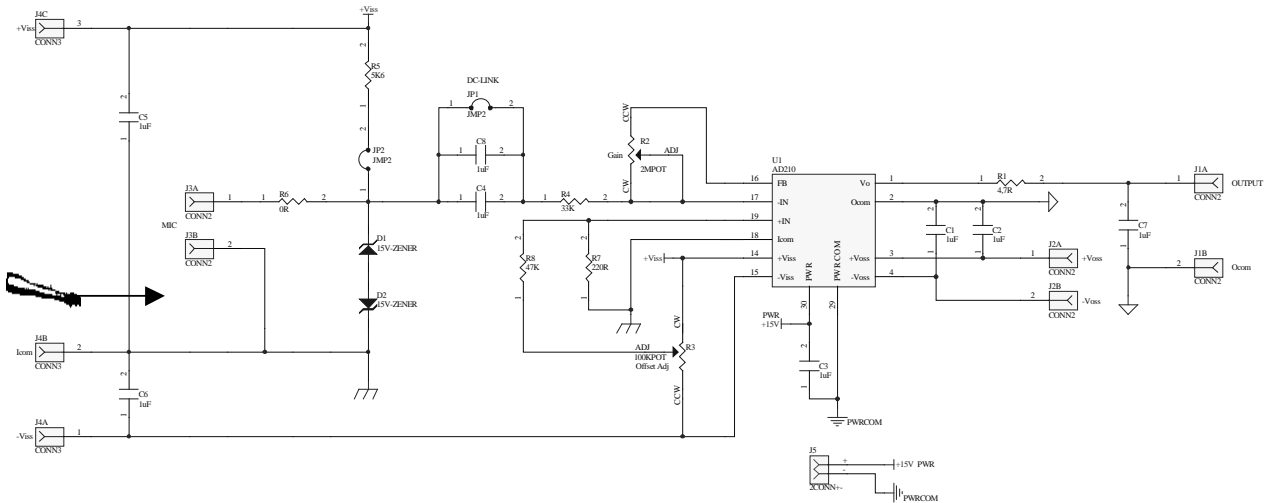 J4C
+Viss
3
CONN3
+Viss
2
R5
5K6
1
2
C5
1uF
1
2
JP2
JMP2
1
DC-LINK
JP1
1
2
JMP2
C8
1
2
1uF
C4
1
2
1uF
R4
1
2
33K
CCW
R2
Gain
ADJ
2MPOT
CW
J3A
1
CONN2
R6
1
2
0R
MIC
J3B
2
CONN2
D1
15V-ZENER
D2
15V-ZENER
U1
AD210
16
FB
17
-IN
19
+IN
18
Icom
14
+Viss
15
-Viss
Vo
1
Ocom
2
+Voss
3
-Voss
4
PWR
PWRCOM
30
29
R1
1
2
4,7R
1
J1A
OUTPUT
CONN2
2
C1
1uF
1
2
C2
1uF
1
2
C7
1uF
1
1
J2A
+Voss
CONN2
2
J2B
-Voss
CONN2
2
J1B
Ocom
CONN2
2
R8
47K
1
2
R7
220R
1
+Viss
CW
ADJ
R3
100KPOT
Offset Adj
CCW
PWR
+15V
2
C3
1uF
1
PWRCOM
J4B
Icom
2
CONN3
2
C6
1uF
1
J4A
-Viss
1
CONN3
J5
+
+15V PWR
-
2CONN+-
PWRCOM